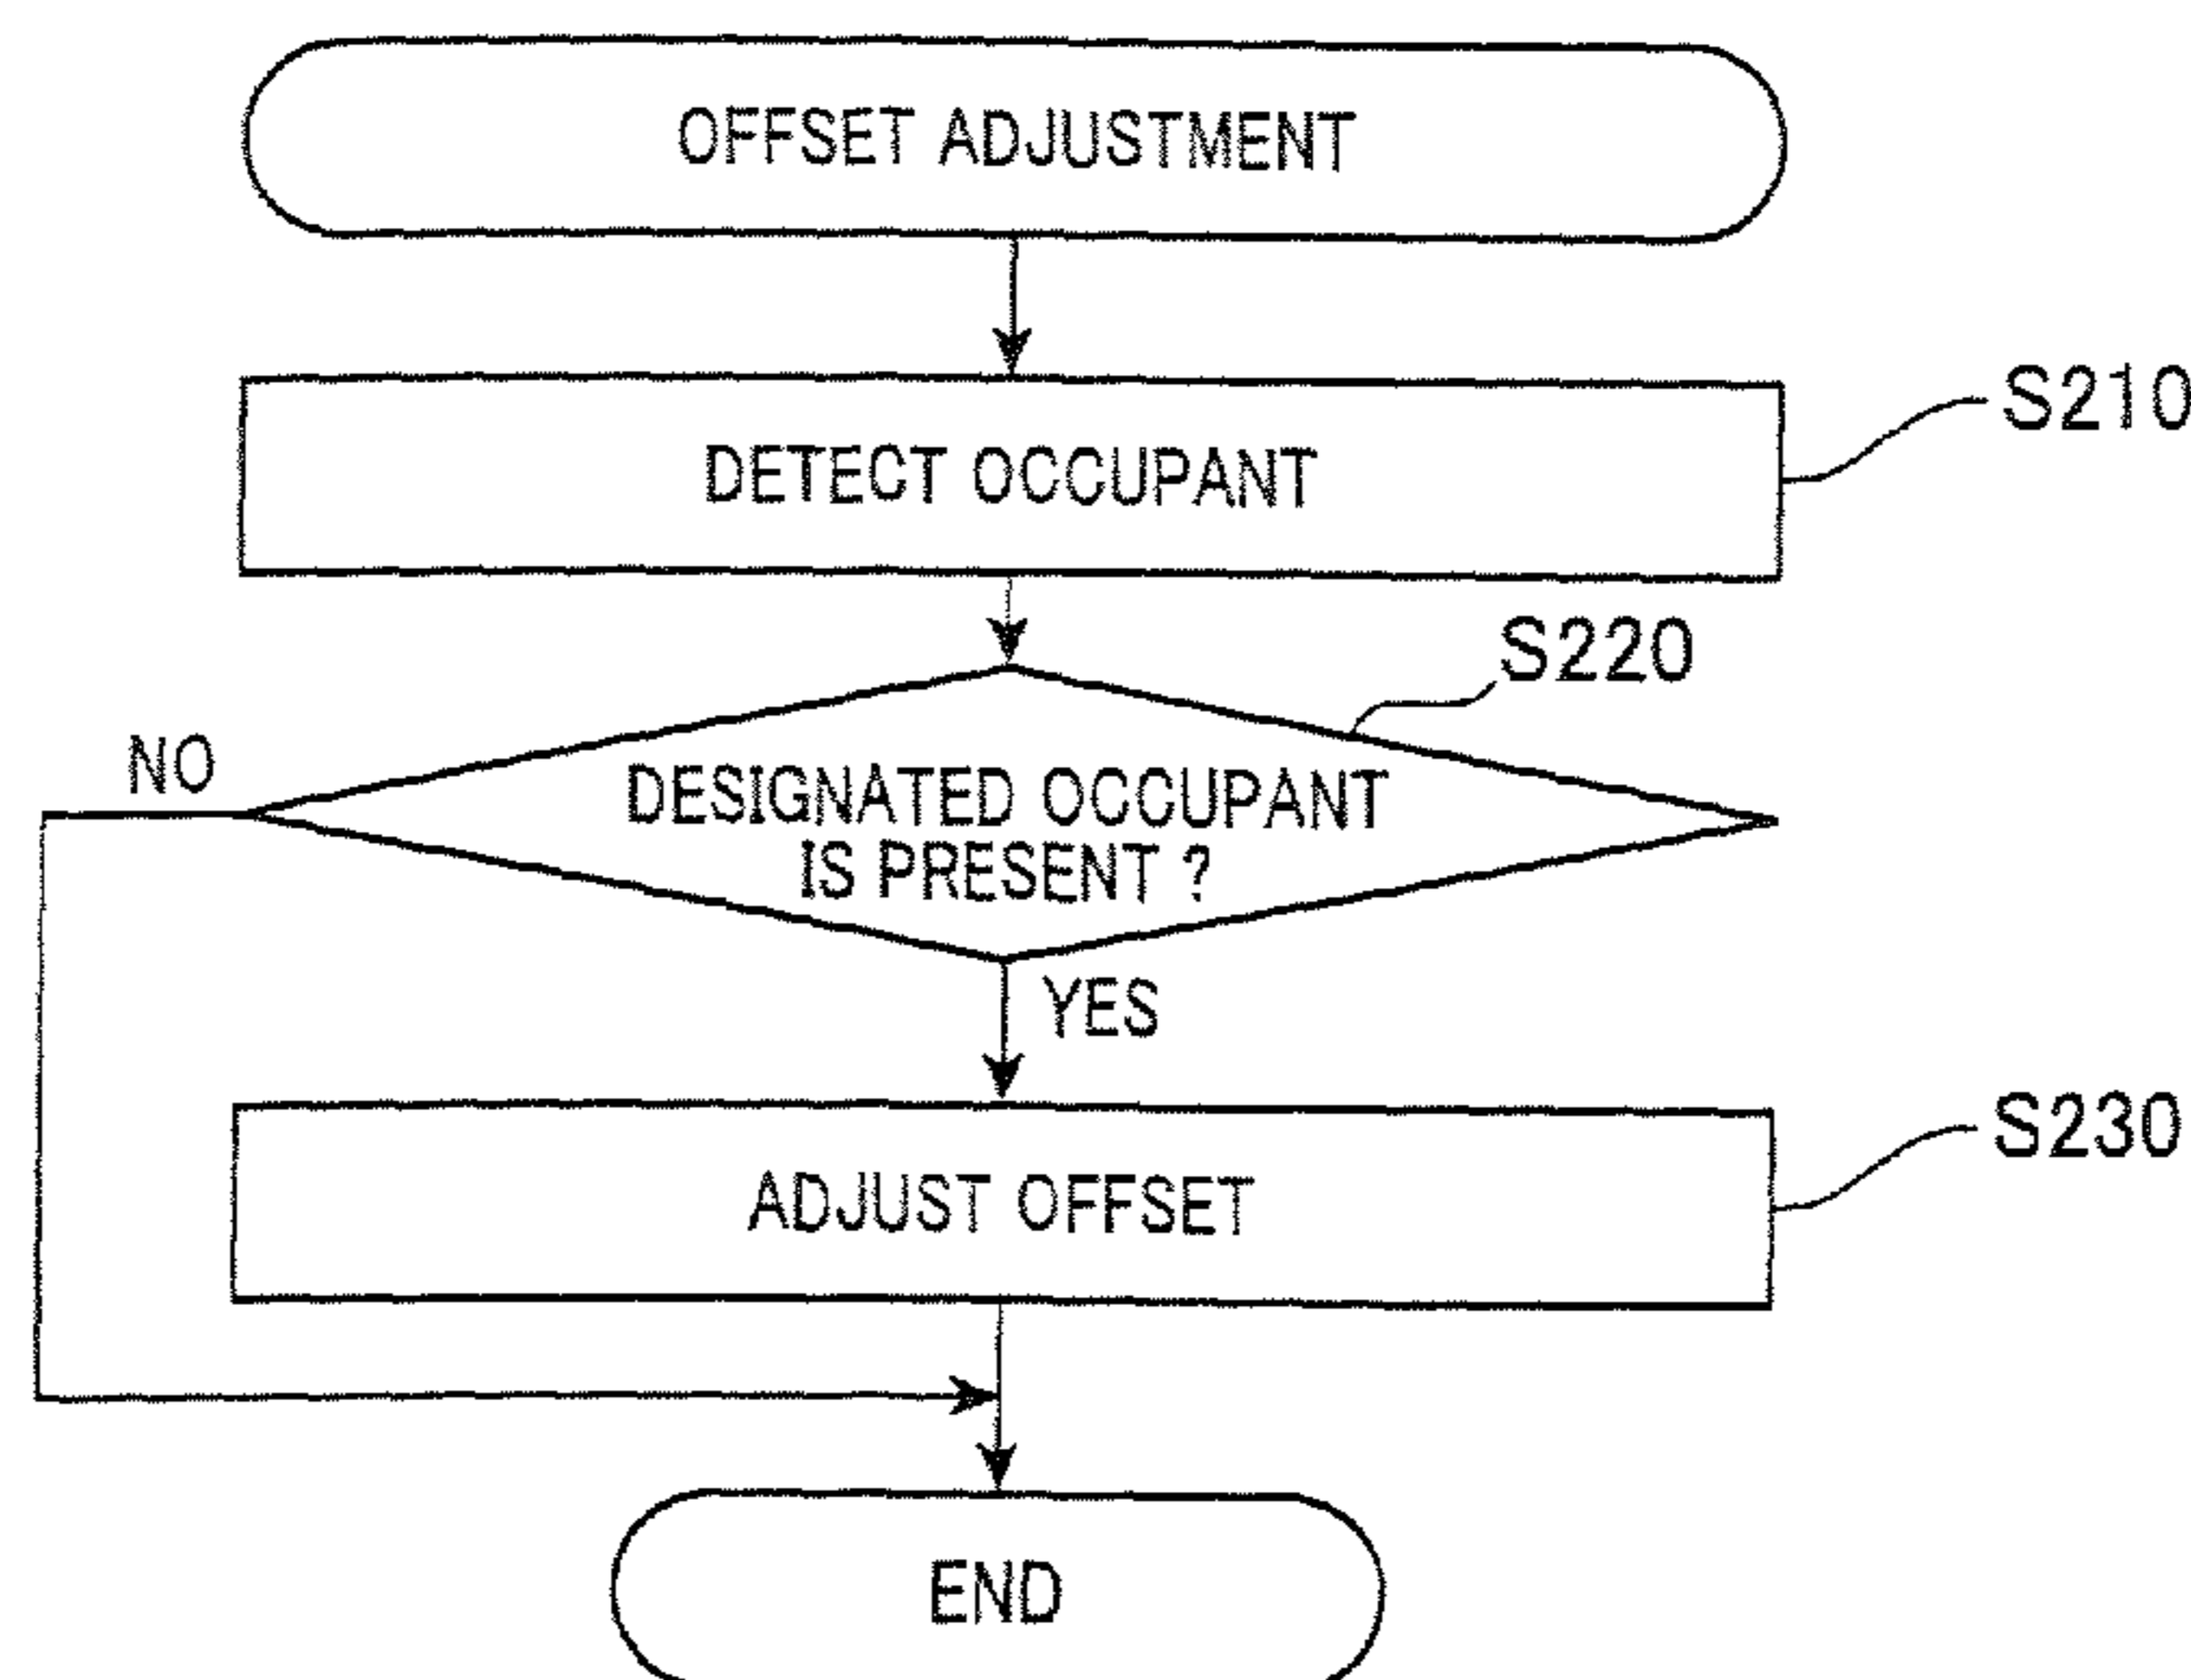 OFFSET ADJUSTMENT
S210
DETECT OCCUPANT
S220
NO
DESIGNATED OCCUPANT
IS PRESENT ?
YES
S230
ADJUST OFFSET
END